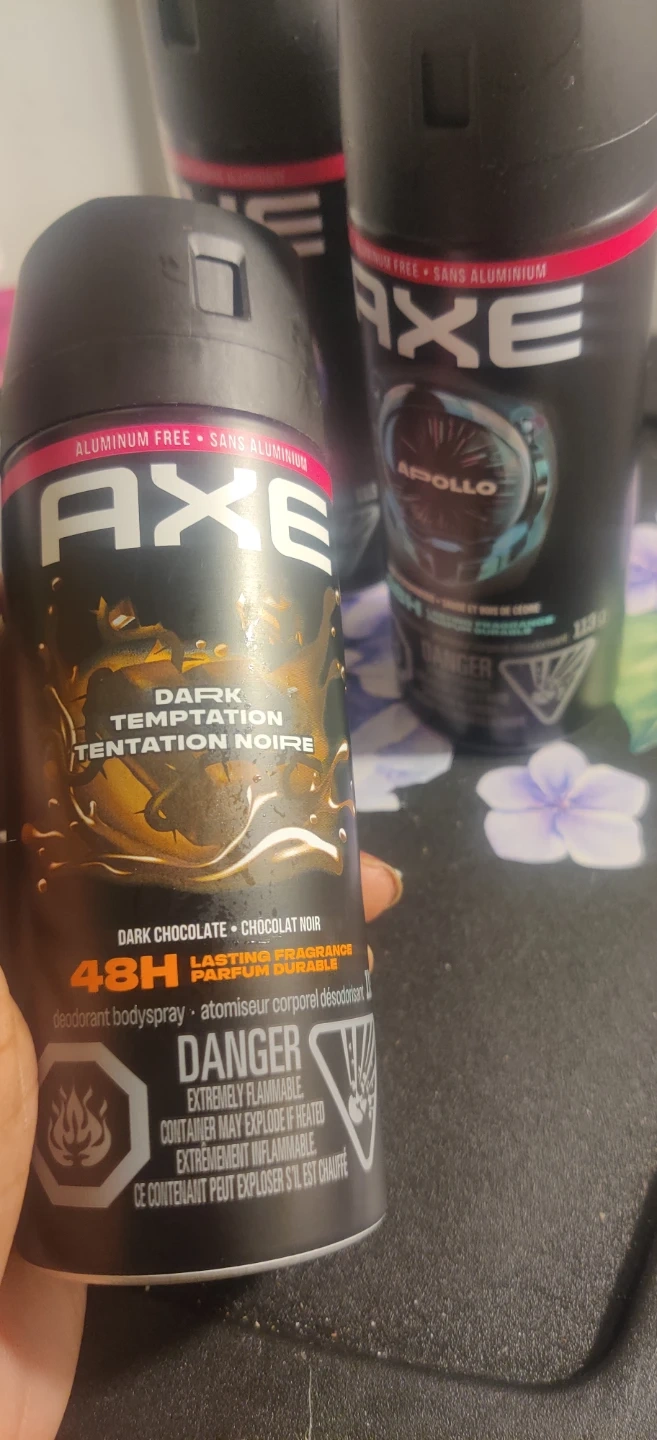 ALUMINUM FREE • SANS ALUMINIUM
AXE
DARK
TEMPTATION
TENTATION NOIRE
DARK CHOCOLATE • CHOCOLAT NOIR
48H LASTING FRAGRANCE
PARFUM DURABLE
deodorant bodyspray · atomiseur corporel désodorisant
DANGER
EXTREMELY FLAMMABLE.
CONTAINER MAY EXPLODE IF HEATED
EXTRÊMEMENT INFLAMMABLE.
CE CONTENANT PEUT EXPLOSER S'IL EST CHAUFFÉ
FREE • SANS ALUMINIUM
AXE
APOLLO
LASTING FRAGRANCE
PARFUM DURABLE
113 g
DANGER